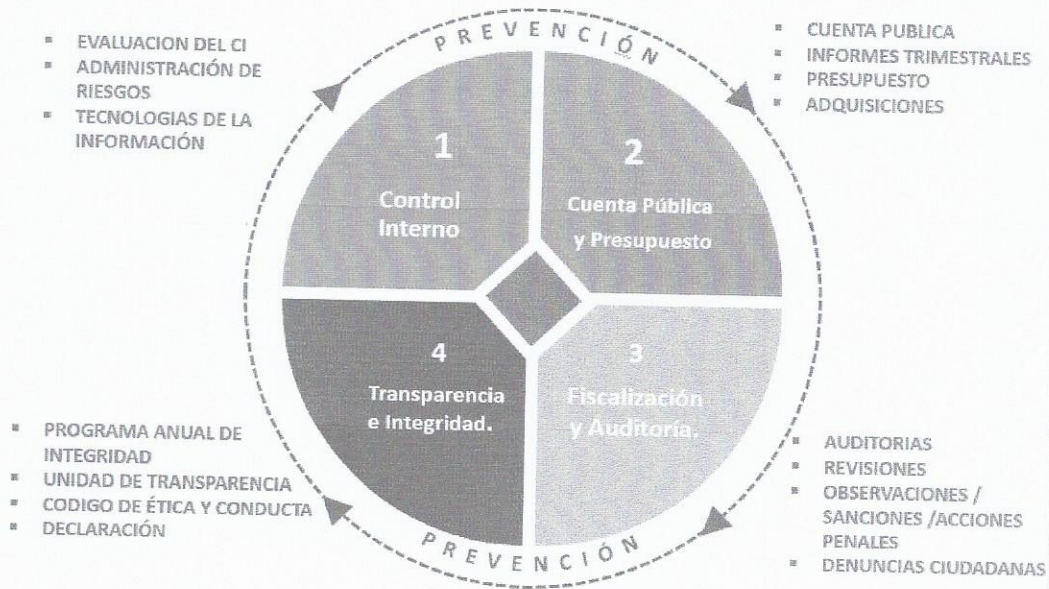 PREVENCIÓN
▪ EVALUACION DEL CI
▪ ADMINISTRACIÓN DE
RIESGOS
▪ TECNOLOGIAS DE LA
INFORMACIÓN
▪ CUENTA PUBLICA
▪ INFORMES TRIMESTRALES
▪ PRESUPUESTO
▪ ADQUISICIONES
1
Control
Interno
2
Cuenta Pública
y Presupuesto
4
Transparencia
e Integridad.
3
Fiscalización
y Auditoría.
▪ PROGRAMA ANUAL DE
INTEGRIDAD
▪ UNIDAD DE TRANSPARENCIA
▪ CODIGO DE ÉTICA Y CONDUCTA
▪ DECLARACIÓN
▪ AUDITORIAS
▪ REVISIONES
▪ OBSERVACIONES /
SANCIONES /ACCIONES
PENALES
▪ DENUNCIAS CIUDADANAS
PREVENCIÓN